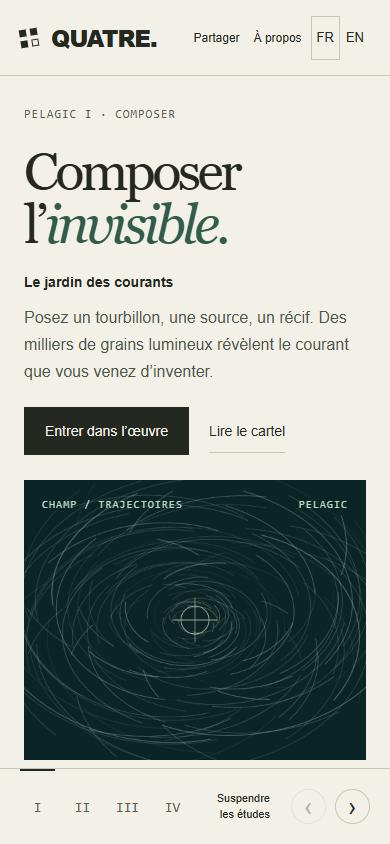 QUATRE.
Partager À propos FR EN
PELAGIC I · COMPOSER
Composer
l’invisible.
Le jardin des courants
Posez un tourbillon, une source, un récif. Des
milliers de grains lumineux révèlent le courant
que vous venez d’inventer.
Entrer dans l’œuvre Lire le cartel
CHAMP / TRAJECTOIRES PELAGIC
I II III IV
Suspendre
les études
‹ ›